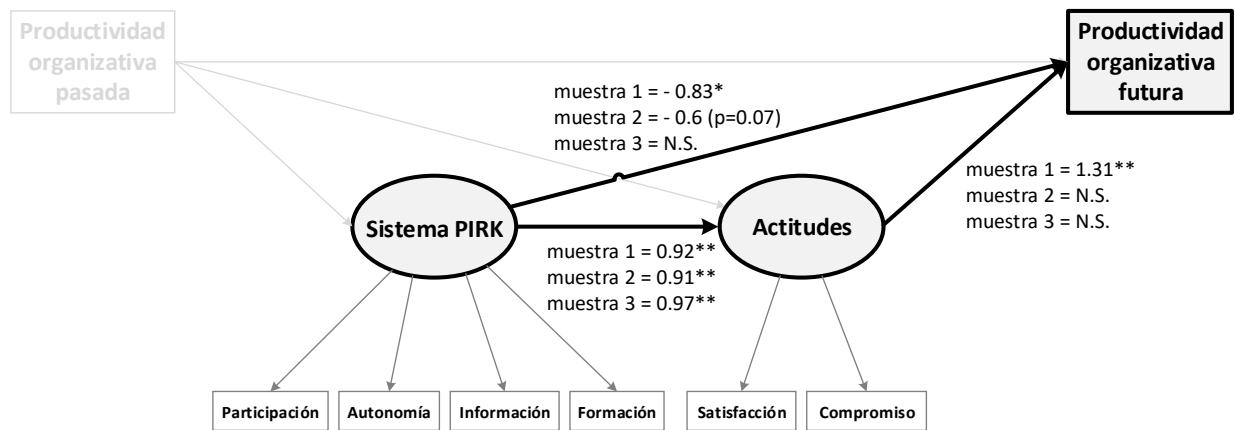 Productividad
organizativa
pasada
Productividad
organizativa
futura
muestra 1 = - 0.83*
muestra 2 = - 0.6 (p=0.07)
muestra 3 = N.S.
muestra 1 = 1.31**
muestra 2 = N.S.
muestra 3 = N.S.
Sistema PIRK
Actitudes
muestra 1 = 0.92**
muestra 2 = 0.91**
muestra 3 = 0.97**
Participación
Autonomía
Información
Formación
Satisfacción
Compromiso